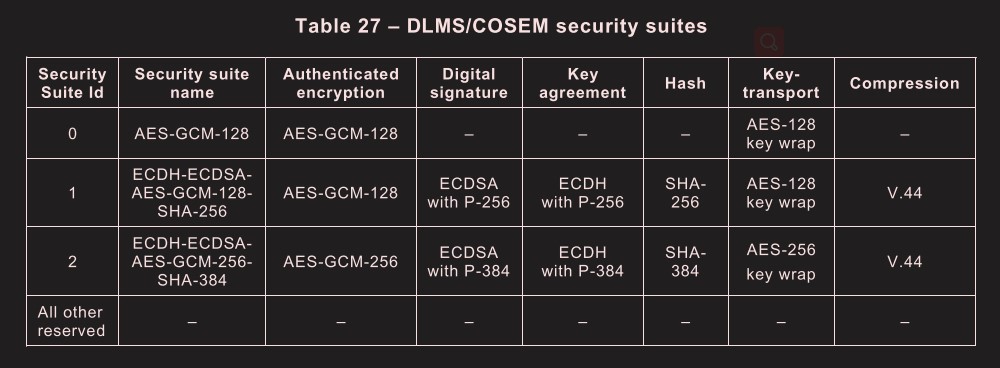 Table 27 – DLMS/COSEM security suites
Security Suite Id | Security suite name | Authenticated encryption | Digital signature | Key agreement | Hash | Key-transport | Compression
0 | AES-GCM-128 | AES-GCM-128 | – | – | – | AES-128 key wrap | –
1 | ECDH-ECDSA-AES-GCM-128-SHA-256 | AES-GCM-128 | ECDSA with P-256 | ECDH with P-256 | SHA-256 | AES-128 key wrap | V.44
2 | ECDH-ECDSA-AES-GCM-256-SHA-384 | AES-GCM-256 | ECDSA with P-384 | ECDH with P-384 | SHA-384 | AES-256 key wrap | V.44
All other reserved | – | – | – | – | – | – | –